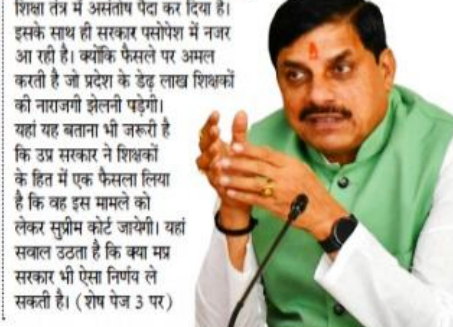 शिक्षा तंत्र में असंतोष पैदा कर दिया है।
इसके साथ ही सरकार पसोपेश में नजर
आ रही है। क्योंकि फैसले पर अमल
करती है जो प्रदेश के डेढ़ लाख शिक्षकों
की नाराजगी झेलनी पड़ेगी।
यहां यह बताना भी जरूरी है
कि उप्र सरकार ने शिक्षकों
के हित में एक फैसला लिया
है कि वह इस मामले को
लेकर सुप्रीम कोर्ट जायेगी। यहां
सवाल उठता है कि क्या मप्र
सरकार भी ऐसा निर्णय ले
सकती है। (शेष पेज 3 पर)